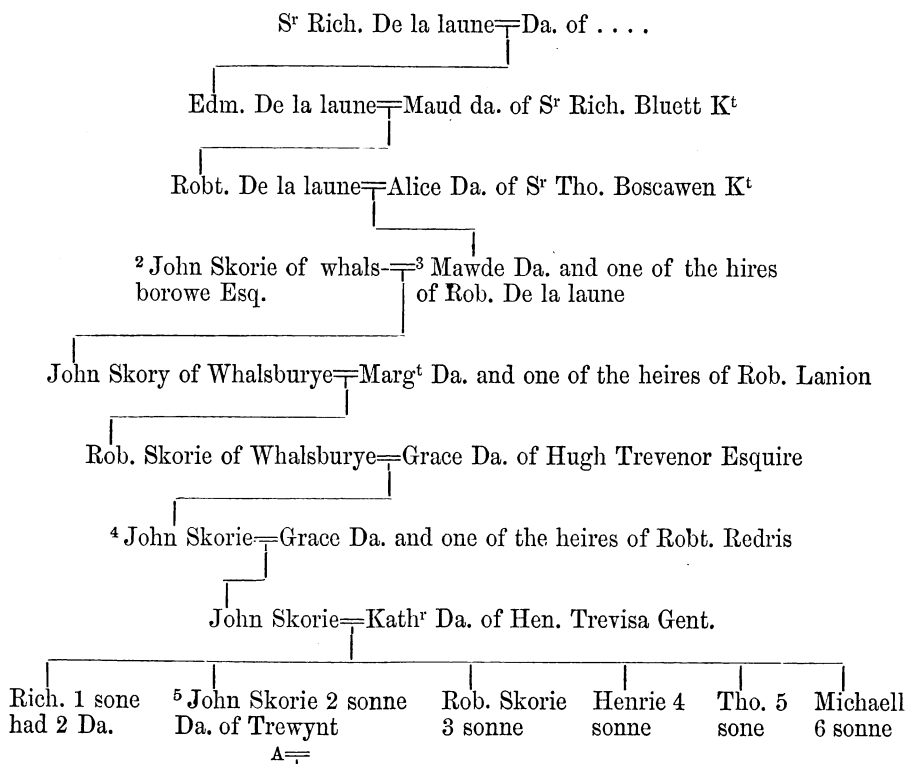 Sʳ Rich. De la laune=Da. of . . . .
Edm. De la laune=Maud da. of Sʳ Rich. Bluett Kᵗ
Robt. De la laune=Alice Da. of Sʳ Tho. Boscawen Kᵗ
² John Skorie of whals-=³ Mawde Da. and one of the hires
borowe Esq. of Rob. De la laune
John Skory of Whalsburye=Margᵗ Da. and one of the heires of Rob. Lanion
Rob. Skorie of Whalsburye=Grace Da. of Hugh Trevenor Esquire
⁴ John Skorie=Grace Da. and one of the heires of Robt. Redris
John Skorie=Kathʳ Da. of Hen. Trevisa Gent.
Rich. 1 sone
had 2 Da.
⁵ John Skorie 2 sonne
Da. of Trewynt
A=
Rob. Skorie
3 sonne
Henrie 4
sonne
Tho. 5
sone
Michaell
6 sonne